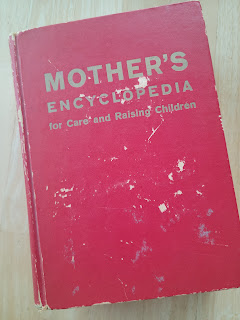 MOTHER'S
ENCYCLOPEDIA
for Care and Raising Children